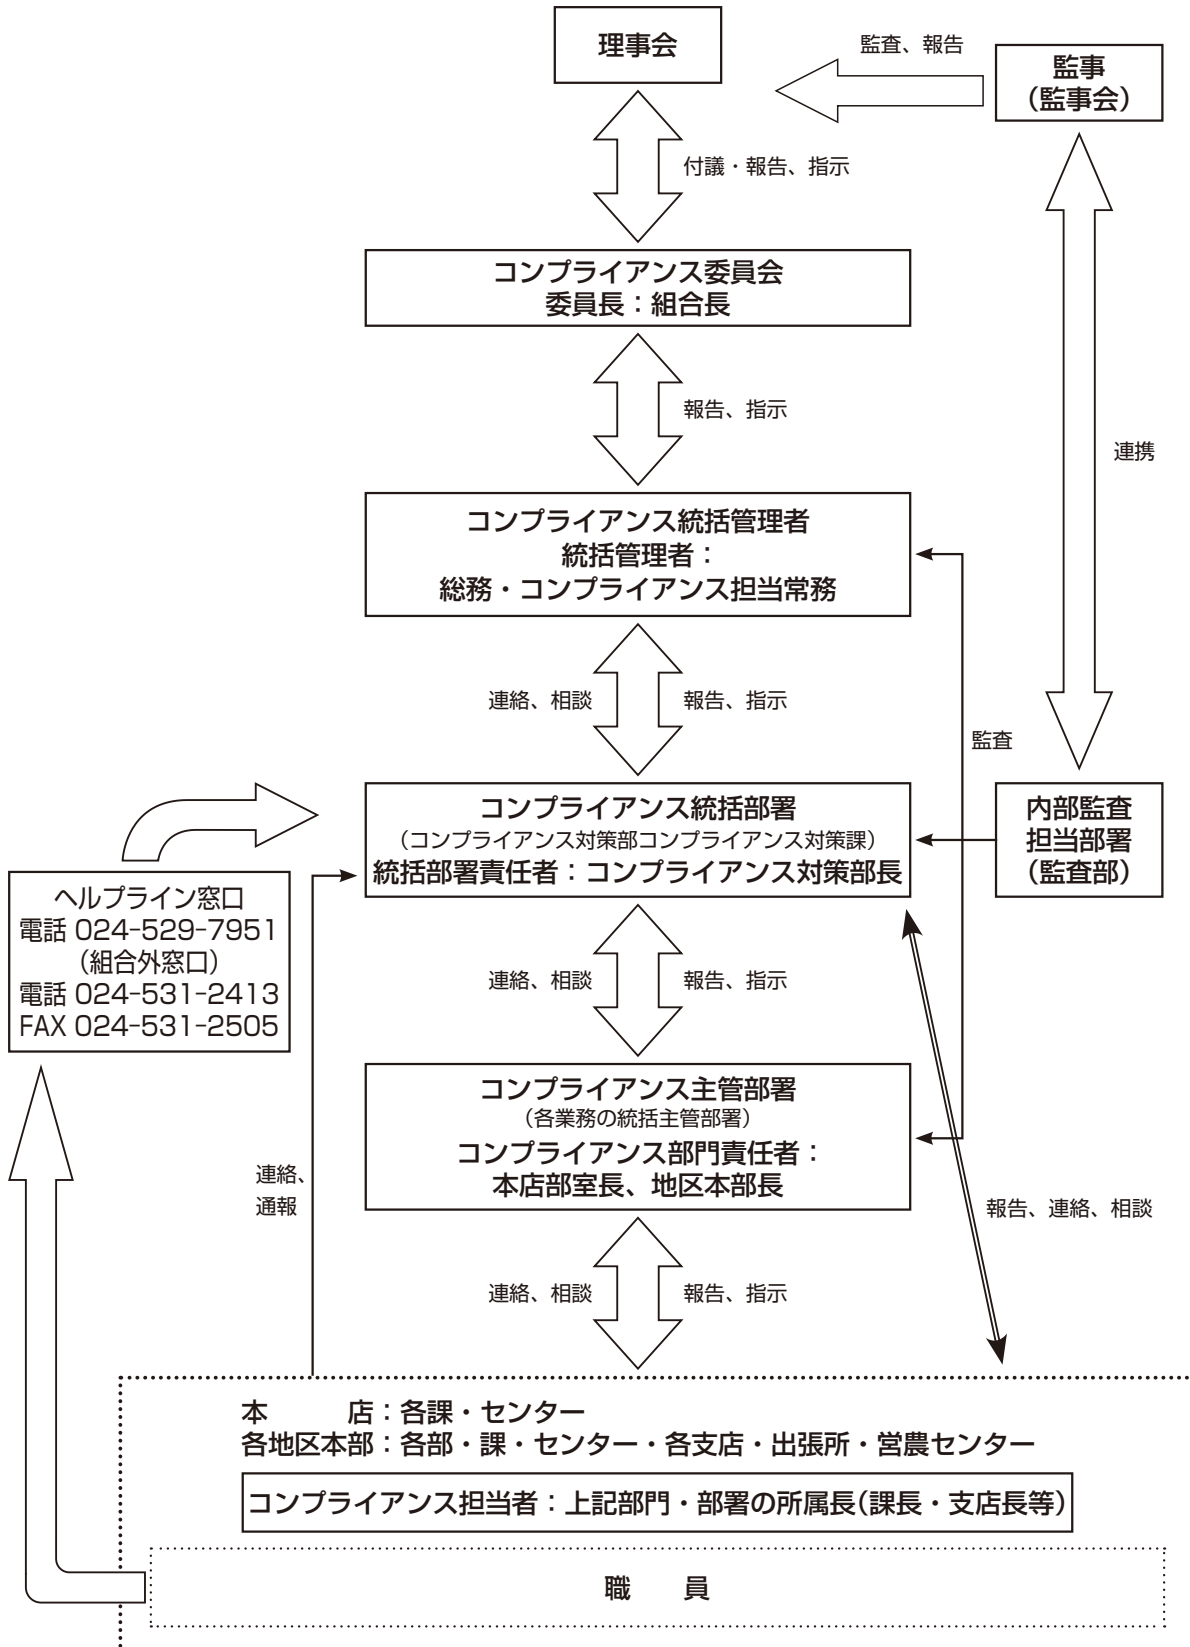 理事会
監査、報告
監事
（監事会）
付議・報告、指示
コンプライアンス委員会
委員長：組合長
報告、指示
連携
コンプライアンス統括管理者
統括管理者：
総務・コンプライアンス担当常務
連絡、相談
報告、指示
監査
コンプライアンス統括部署
（コンプライアンス対策部コンプライアンス対策課）
統括部署責任者：コンプライアンス対策部長
内部監査
担当部署
（監査部）
ヘルプライン窓口
電話 024-529-7951
（組合外窓口）
電話 024-531-2413
FAX 024-531-2505
連絡、相談
報告、指示
コンプライアンス主管部署
（各業務の統括主管部署）
コンプライアンス部門責任者：
本店部室長、地区本部長
連絡、
通報
報告、連絡、相談
連絡、相談
報告、指示
本　　　店：各課・センター
各地区本部：各部・課・センター・各支店・出張所・営農センター
コンプライアンス担当者：上記部門・部署の所属長（課長・支店長等）
職　　員